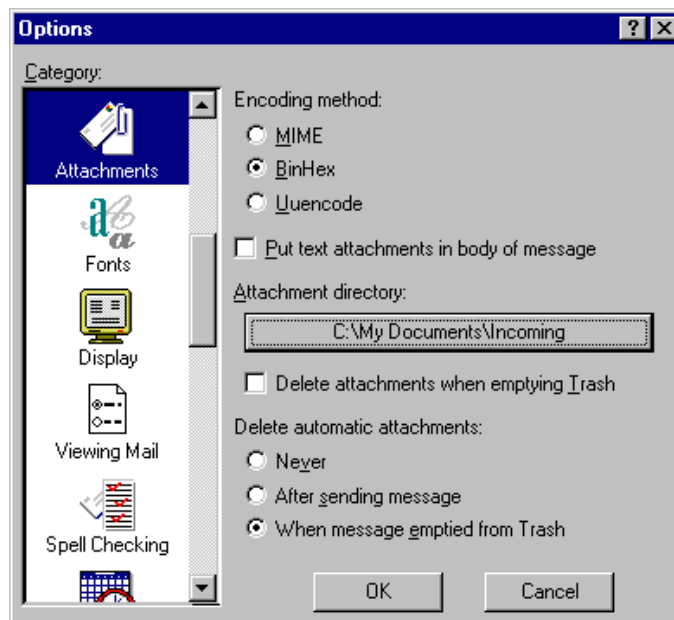 Options
Category:
Attachments
Fonts
Display
Viewing Mail
Spell Checking
Encoding method:
MIME
BinHex
Uuencode
Put text attachments in body of message
Attachment directory:
C:\My Documents\Incoming
Delete attachments when emptying Trash
Delete automatic attachments:
Never
After sending message
When message emptied from Trash
OK
Cancel